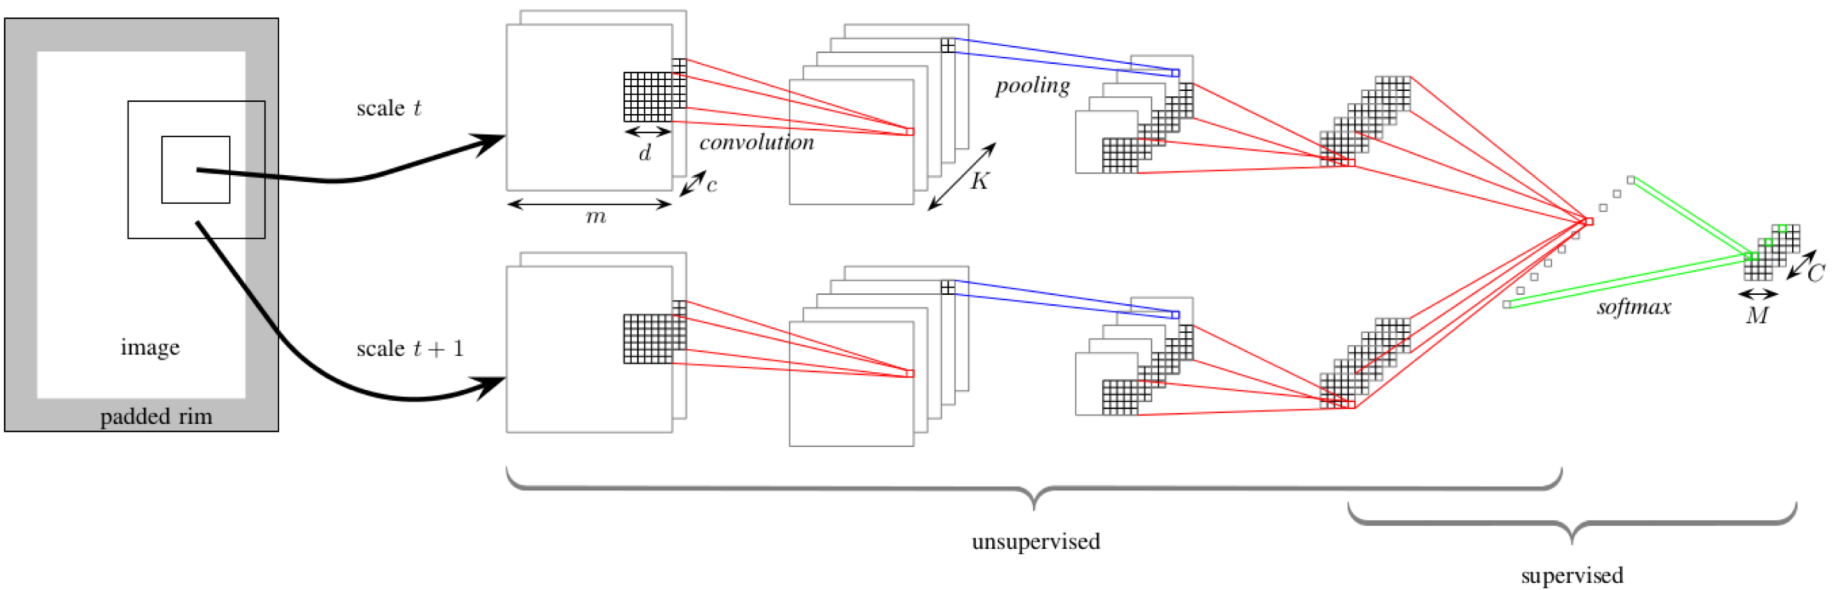 scale t
pooling
convolution
d
c
K
m
image
scale t + 1
padded rim
softmax
M
C
unsupervised
supervised